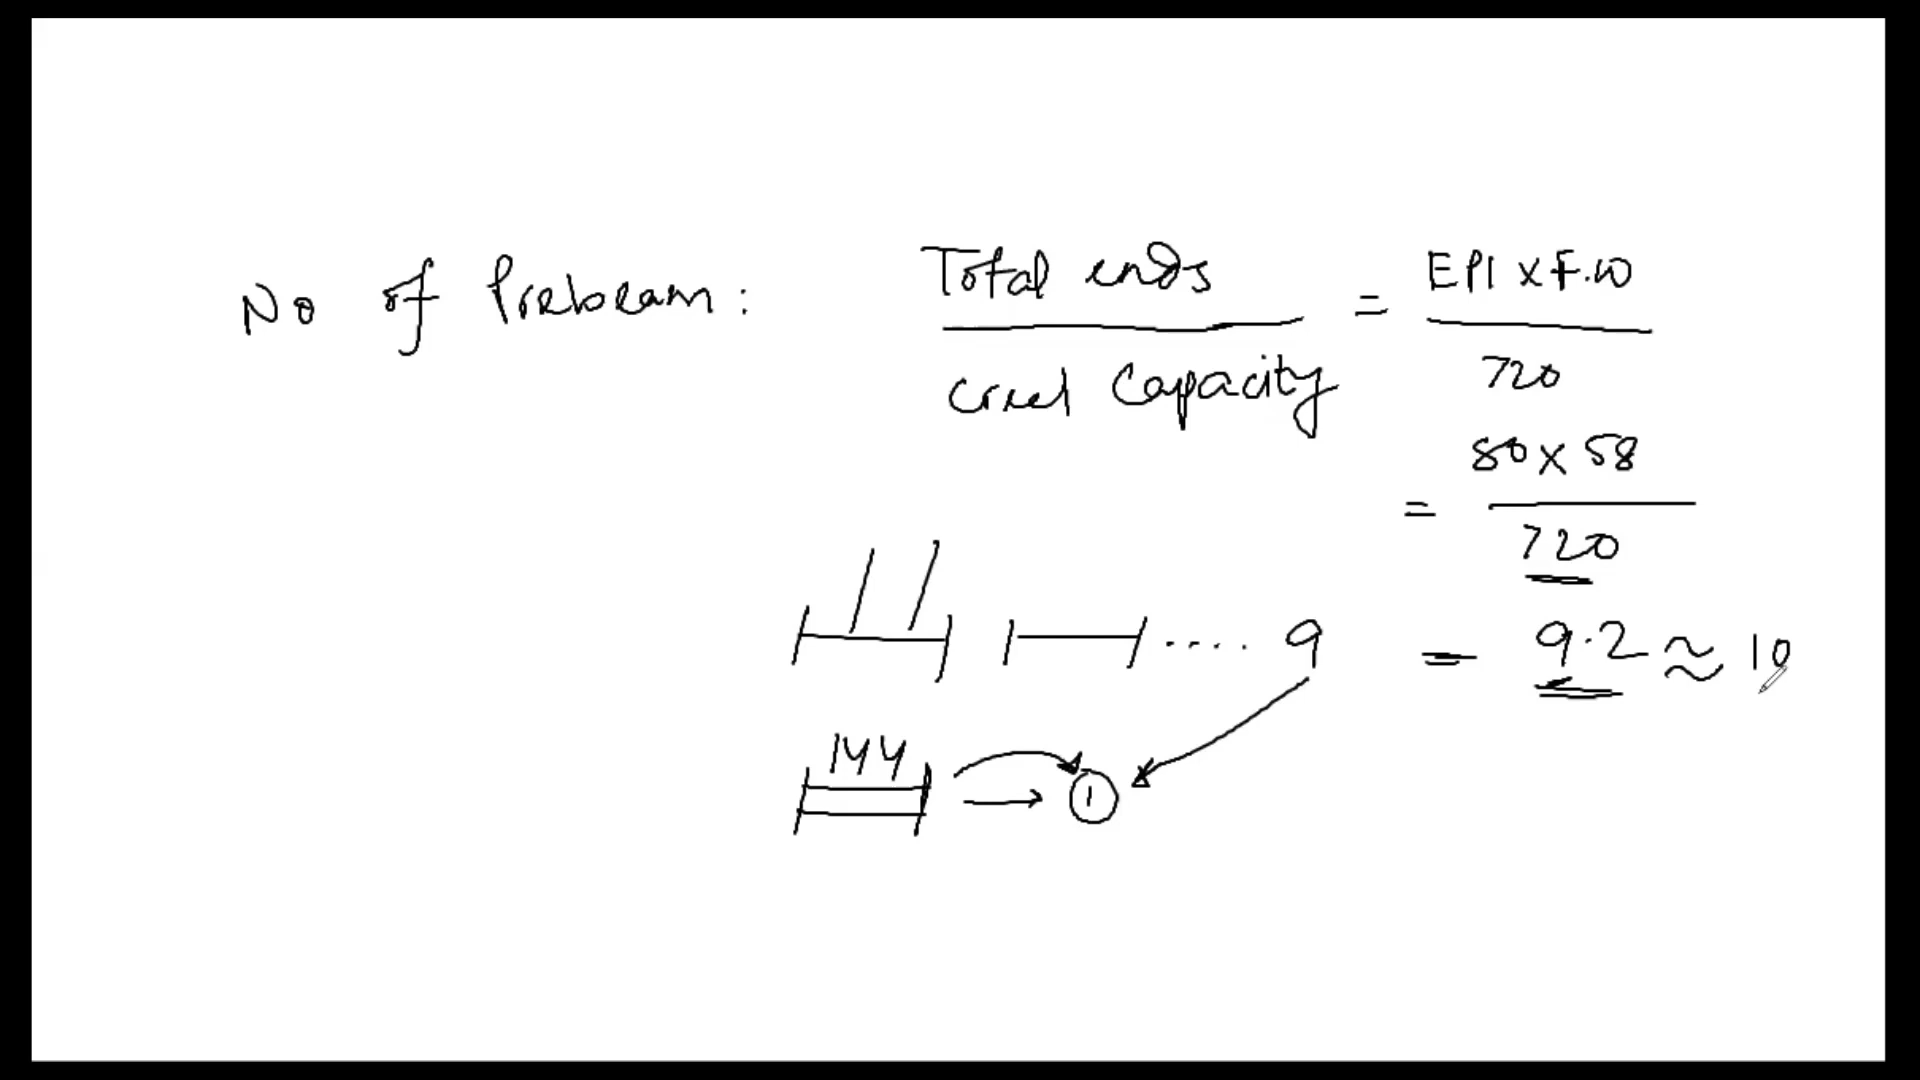 No of Prebeam: Total ends / Creel Capacity = EPI x F.W / 720
= 80 x 58 / 720
.... 9 = 9.2 ≈ 10
144
1